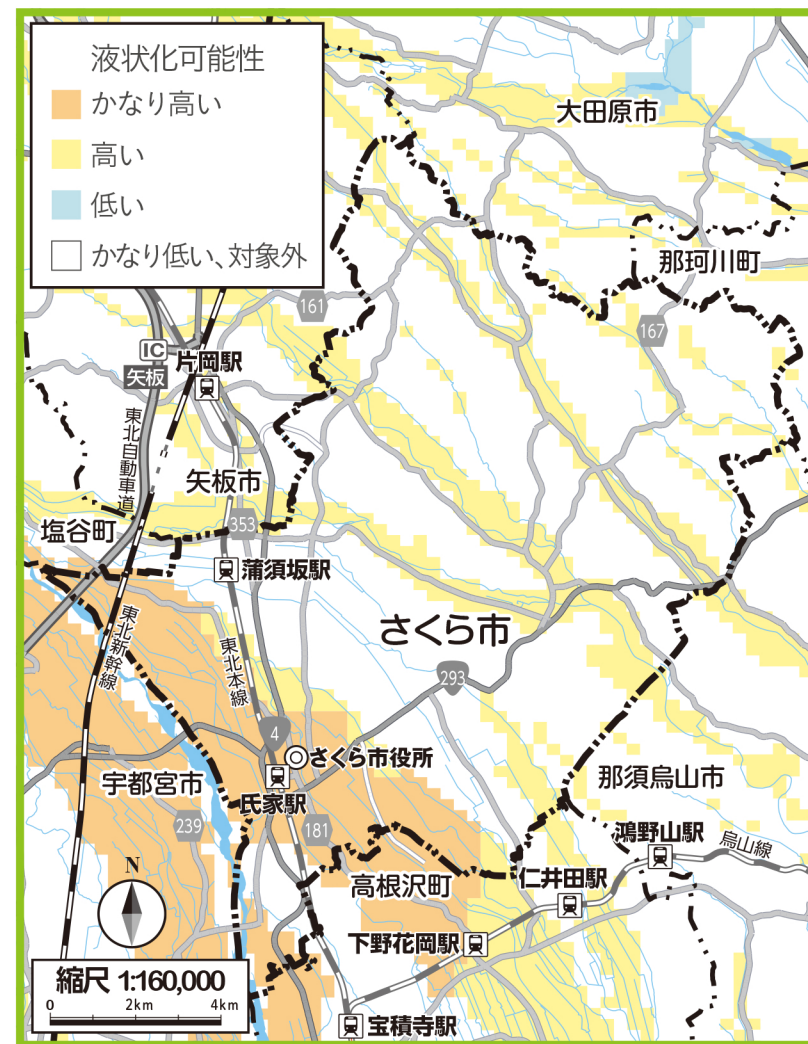 液状化可能性
かなり高い
高い
低い
かなり低い、対象外
大田原市
那珂川町
161
167
IC
矢板
片岡駅
東北自動車道
矢板市
塩谷町
353
蒲須坂駅
東北新幹線
東北本線
さくら市
293
4
さくら市役所
宇都宮市
氏家駅
239
181
那須烏山市
鴻野山駅
烏山線
仁井田駅
高根沢町
下野花岡駅
宝積寺駅
N
縮尺 1:160,000
0 2km 4km